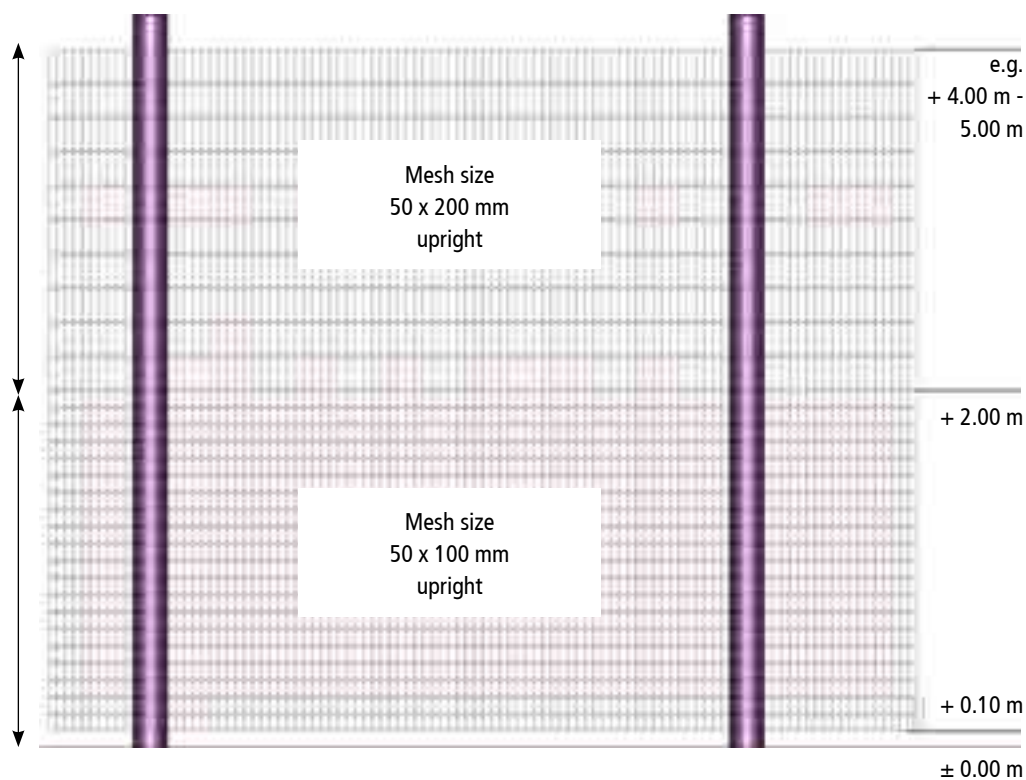 e.g.
+ 4.00 m -
5.00 m
Mesh size
50 x 200 mm
upright
+ 2.00 m
Mesh size
50 x 100 mm
upright
+ 0.10 m
± 0.00 m